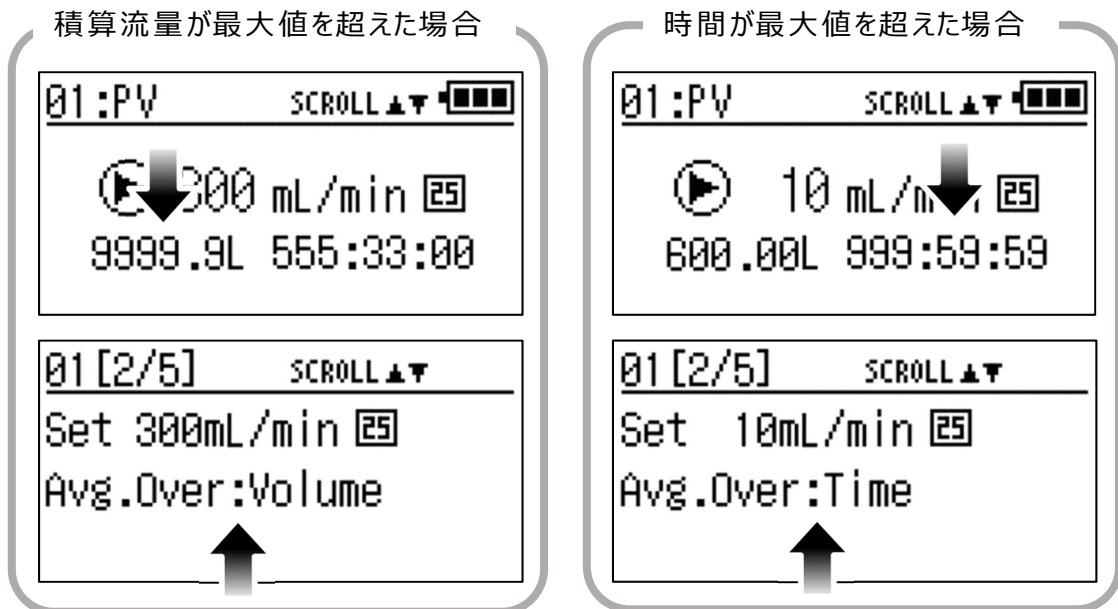 積算流量が最大値を超えた場合
01:PV SCROLL▲▼
300 mL/min 25
9999.9L 555:33:00
01[2/5] SCROLL▲▼
Set 300mL/min 25
Avg.Over:Volume
時間が最大値を超えた場合
01:PV SCROLL▲▼
10 mL/min 25
600.00L 999:59:59
01[2/5] SCROLL▲▼
Set 10mL/min 25
Avg.Over:Time